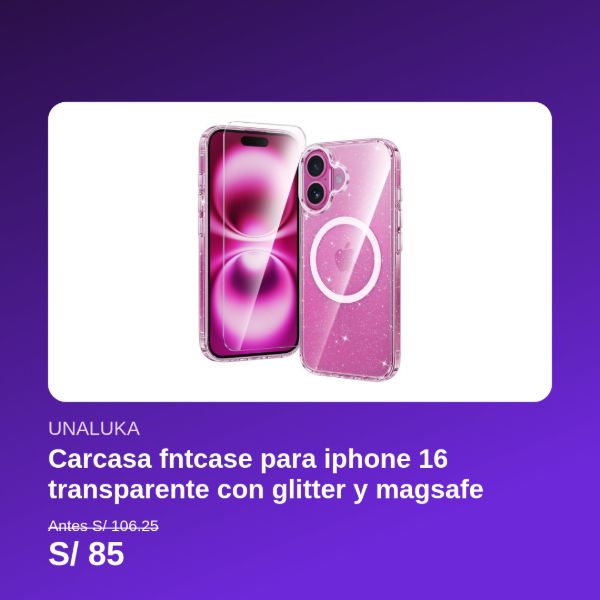 UNALUKA
Carcasa fntcase para iphone 16
transparente con glitter y magsafe
Antes S/ 106.25
S/ 85